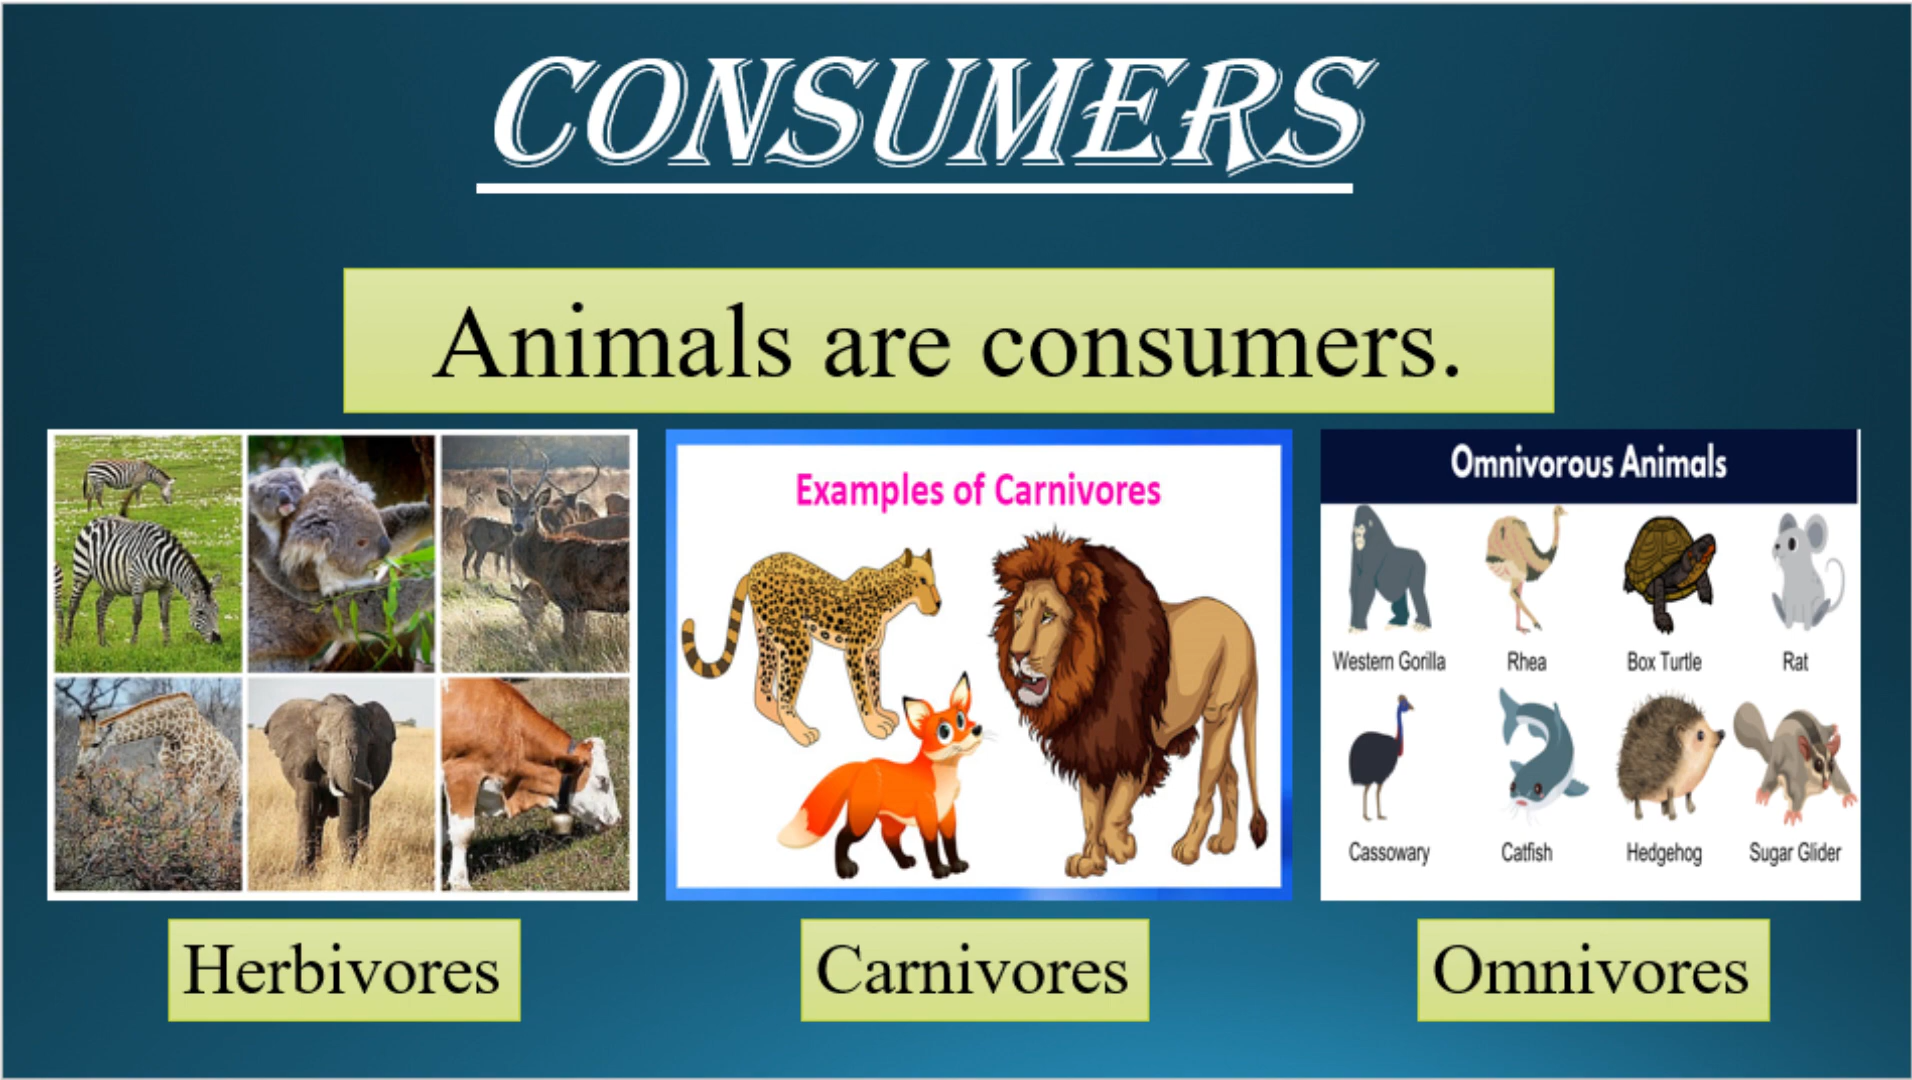 CONSUMERS
Animals are consumers.
Examples of Carnivores
Omnivorous Animals
Western Gorilla
Rhea
Box Turtle
Rat
Cassowary
Catfish
Hedgehog
Sugar Glider
Herbivores
Carnivores
Omnivores